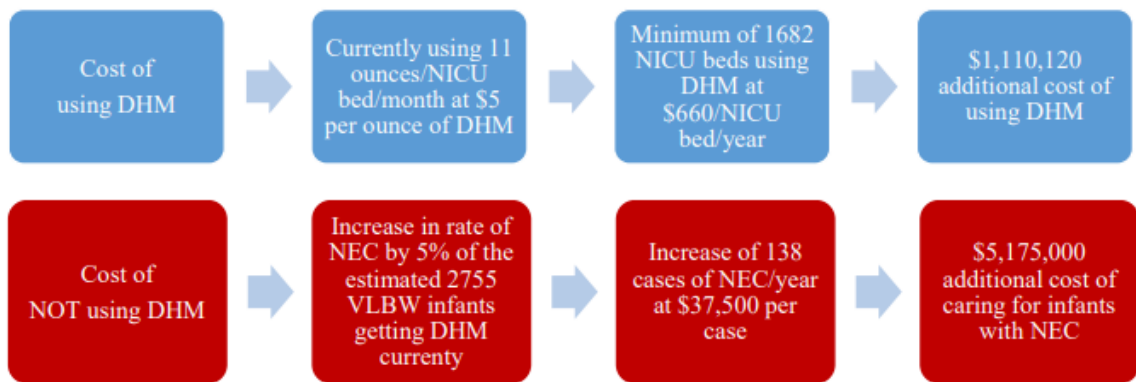 Cost of
using DHM
Currently using 11
ounces/NICU
bed/month at $5
per ounce of DHM
Minimum of 1682
NICU beds using
DHM at
$660/NICU
bed/year
$1,110,120
additional cost of
using DHM
Cost of
NOT using DHM
Increase in rate of
NEC by 5% of the
estimated 2755
VLBW infants
getting DHM
currenty
Increase of 138
cases of NEC/year
at $37,500 per
case
$5,175,000
additional cost of
caring for infants
with NEC